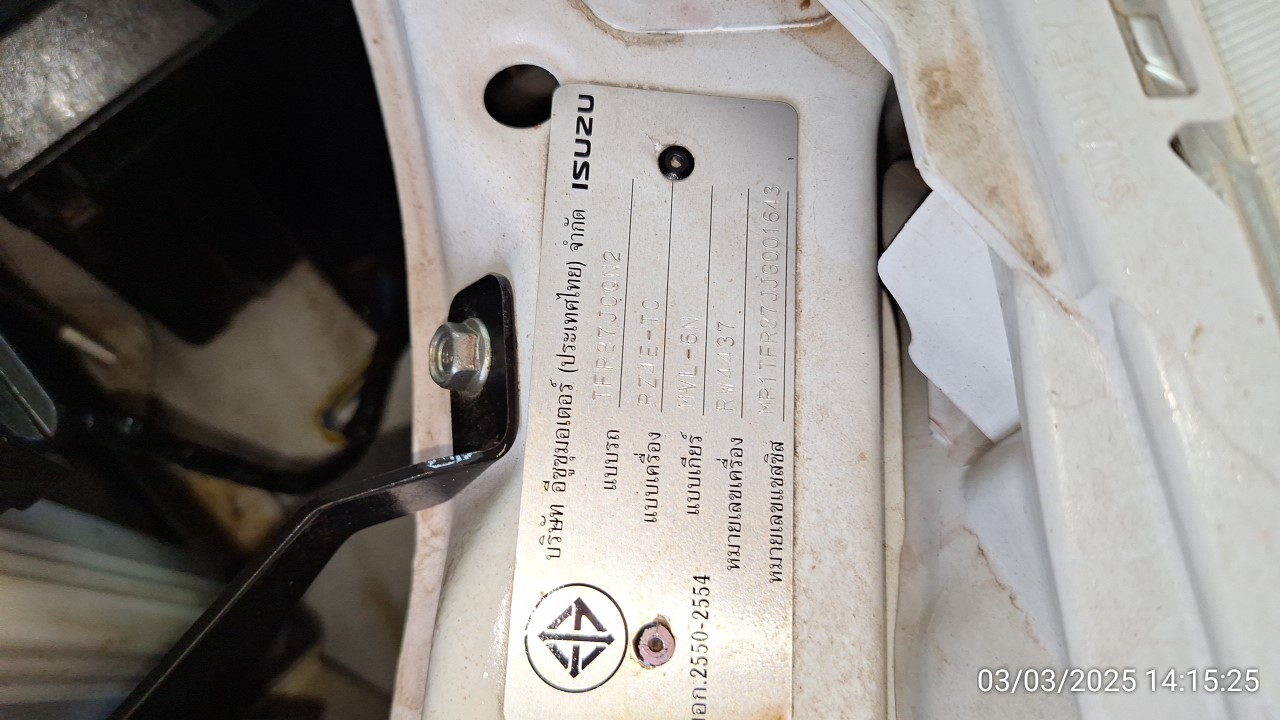 บริษัท อีซูซุมอเตอร์ (ประเทศไทย) จำกัด ISUZU
แบบรถ
แบบเครื่อง RZ4E-TC
แบบเกียร์ MVL-6N
หมายเลขเครื่อง
หมายเลขแชสซิส MP1TFR87JJG001643
มอก.2550-2554
03/03/2025 14:15:25